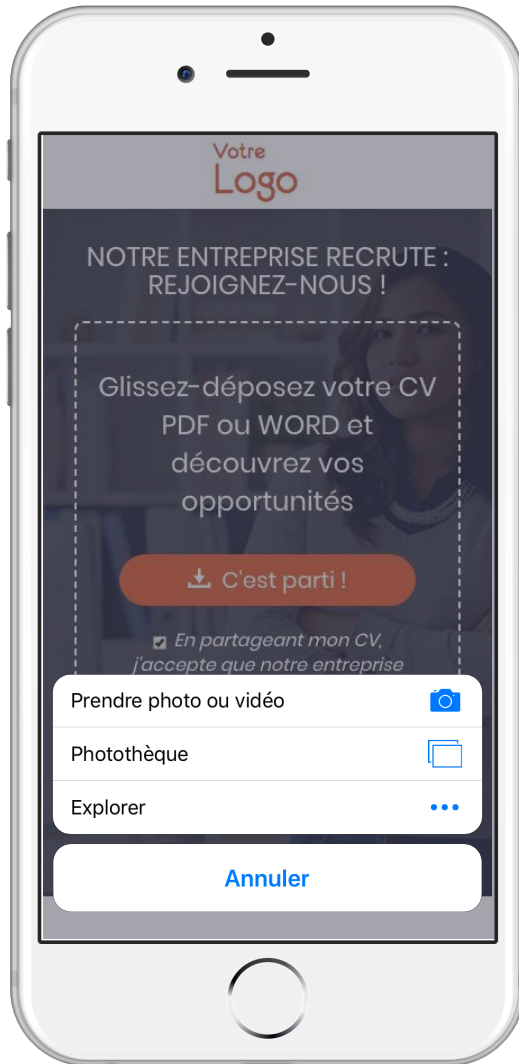 Votre
Logo
NOTRE ENTREPRISE RECRUTE :
REJOIGNEZ-NOUS !
Glissez-déposez votre CV
PDF ou WORD et
découvrez vos
opportunités
C'est parti !
En partageant mon CV,
j'accepte que notre entreprise
Prendre photo ou vidéo
Photothèque
Explorer
Annuler